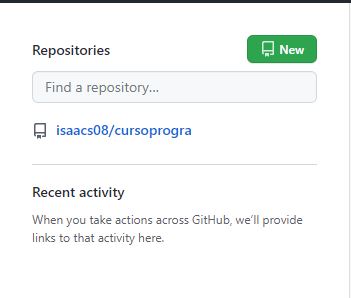 Repositories
New
Find a repository...
isaacs08/cursoprogra
Recent activity
When you take actions across GitHub, we'll provide
links to that activity here.